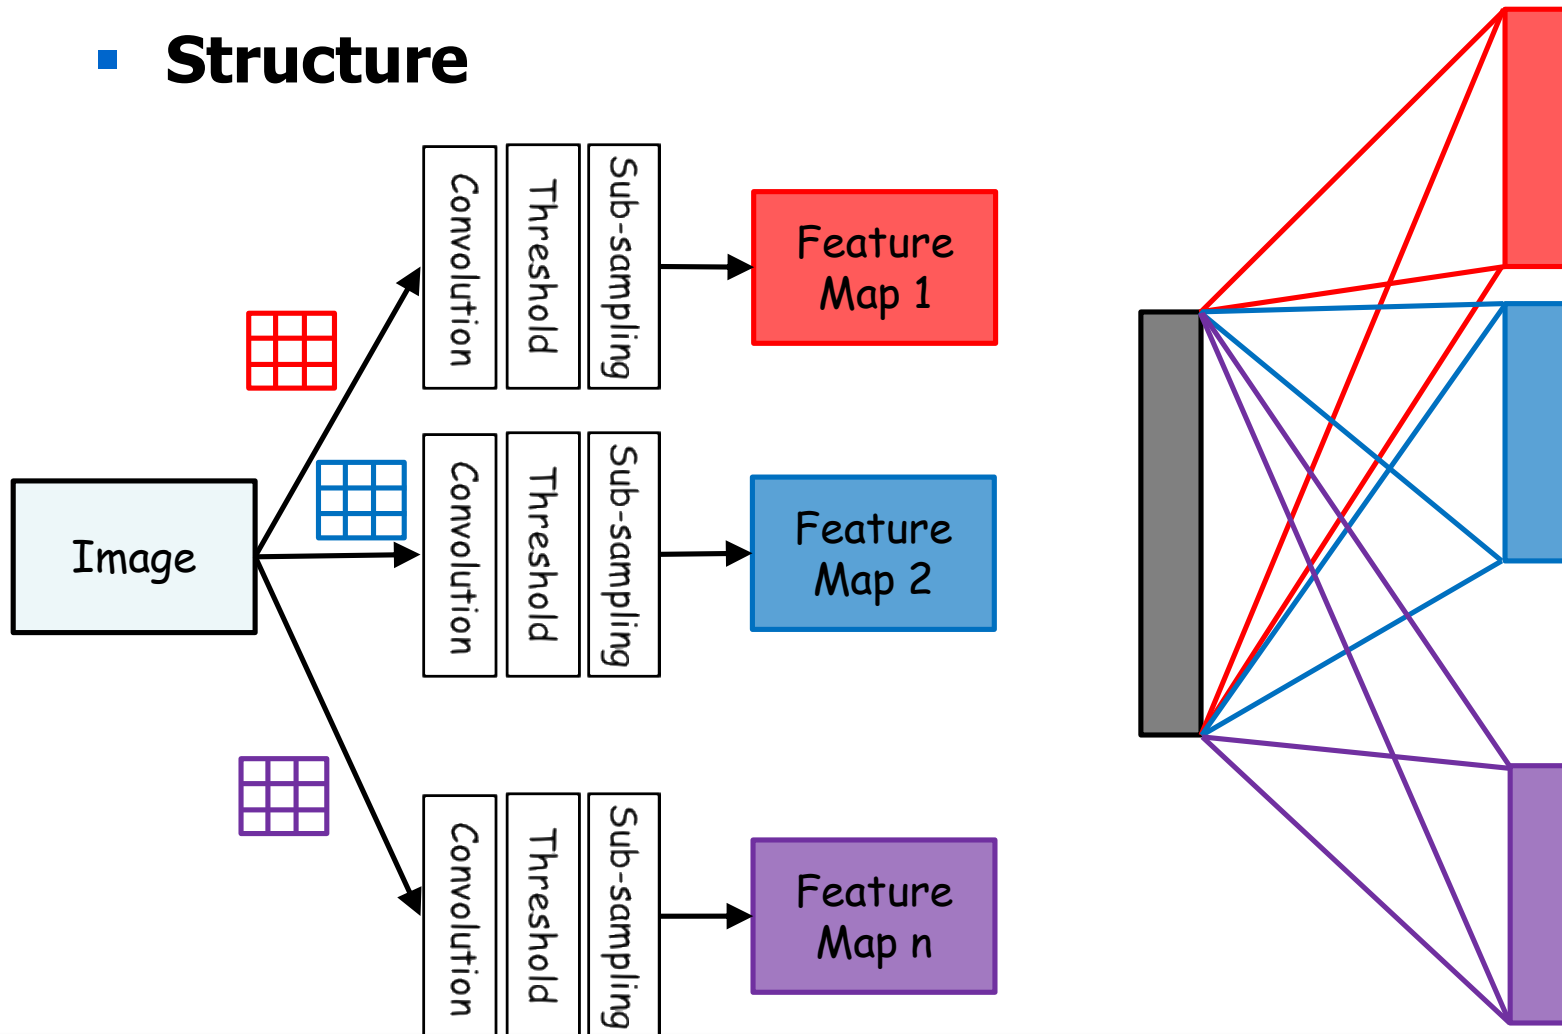 Structure
Convolution
Threshold
Sub-sampling
Feature
Map 1
Image
Convolution
Threshold
Sub-sampling
Feature
Map 2
Convolution
Threshold
Sub-sampling
Feature
Map n